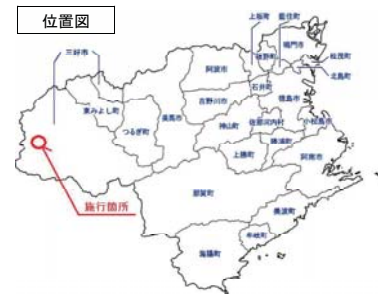 位置図
上板町
藍住町
鳴門市
三好市
松茂町
板野町
北島町
阿波市
石井町
東みよし町
吉野川市
徳島市
美馬市
つるぎ町
佐那河内村
小松島市
神山町
勝浦町
上勝町
阿南市
那賀町
施行箇所
美波町
牟岐町
海陽町